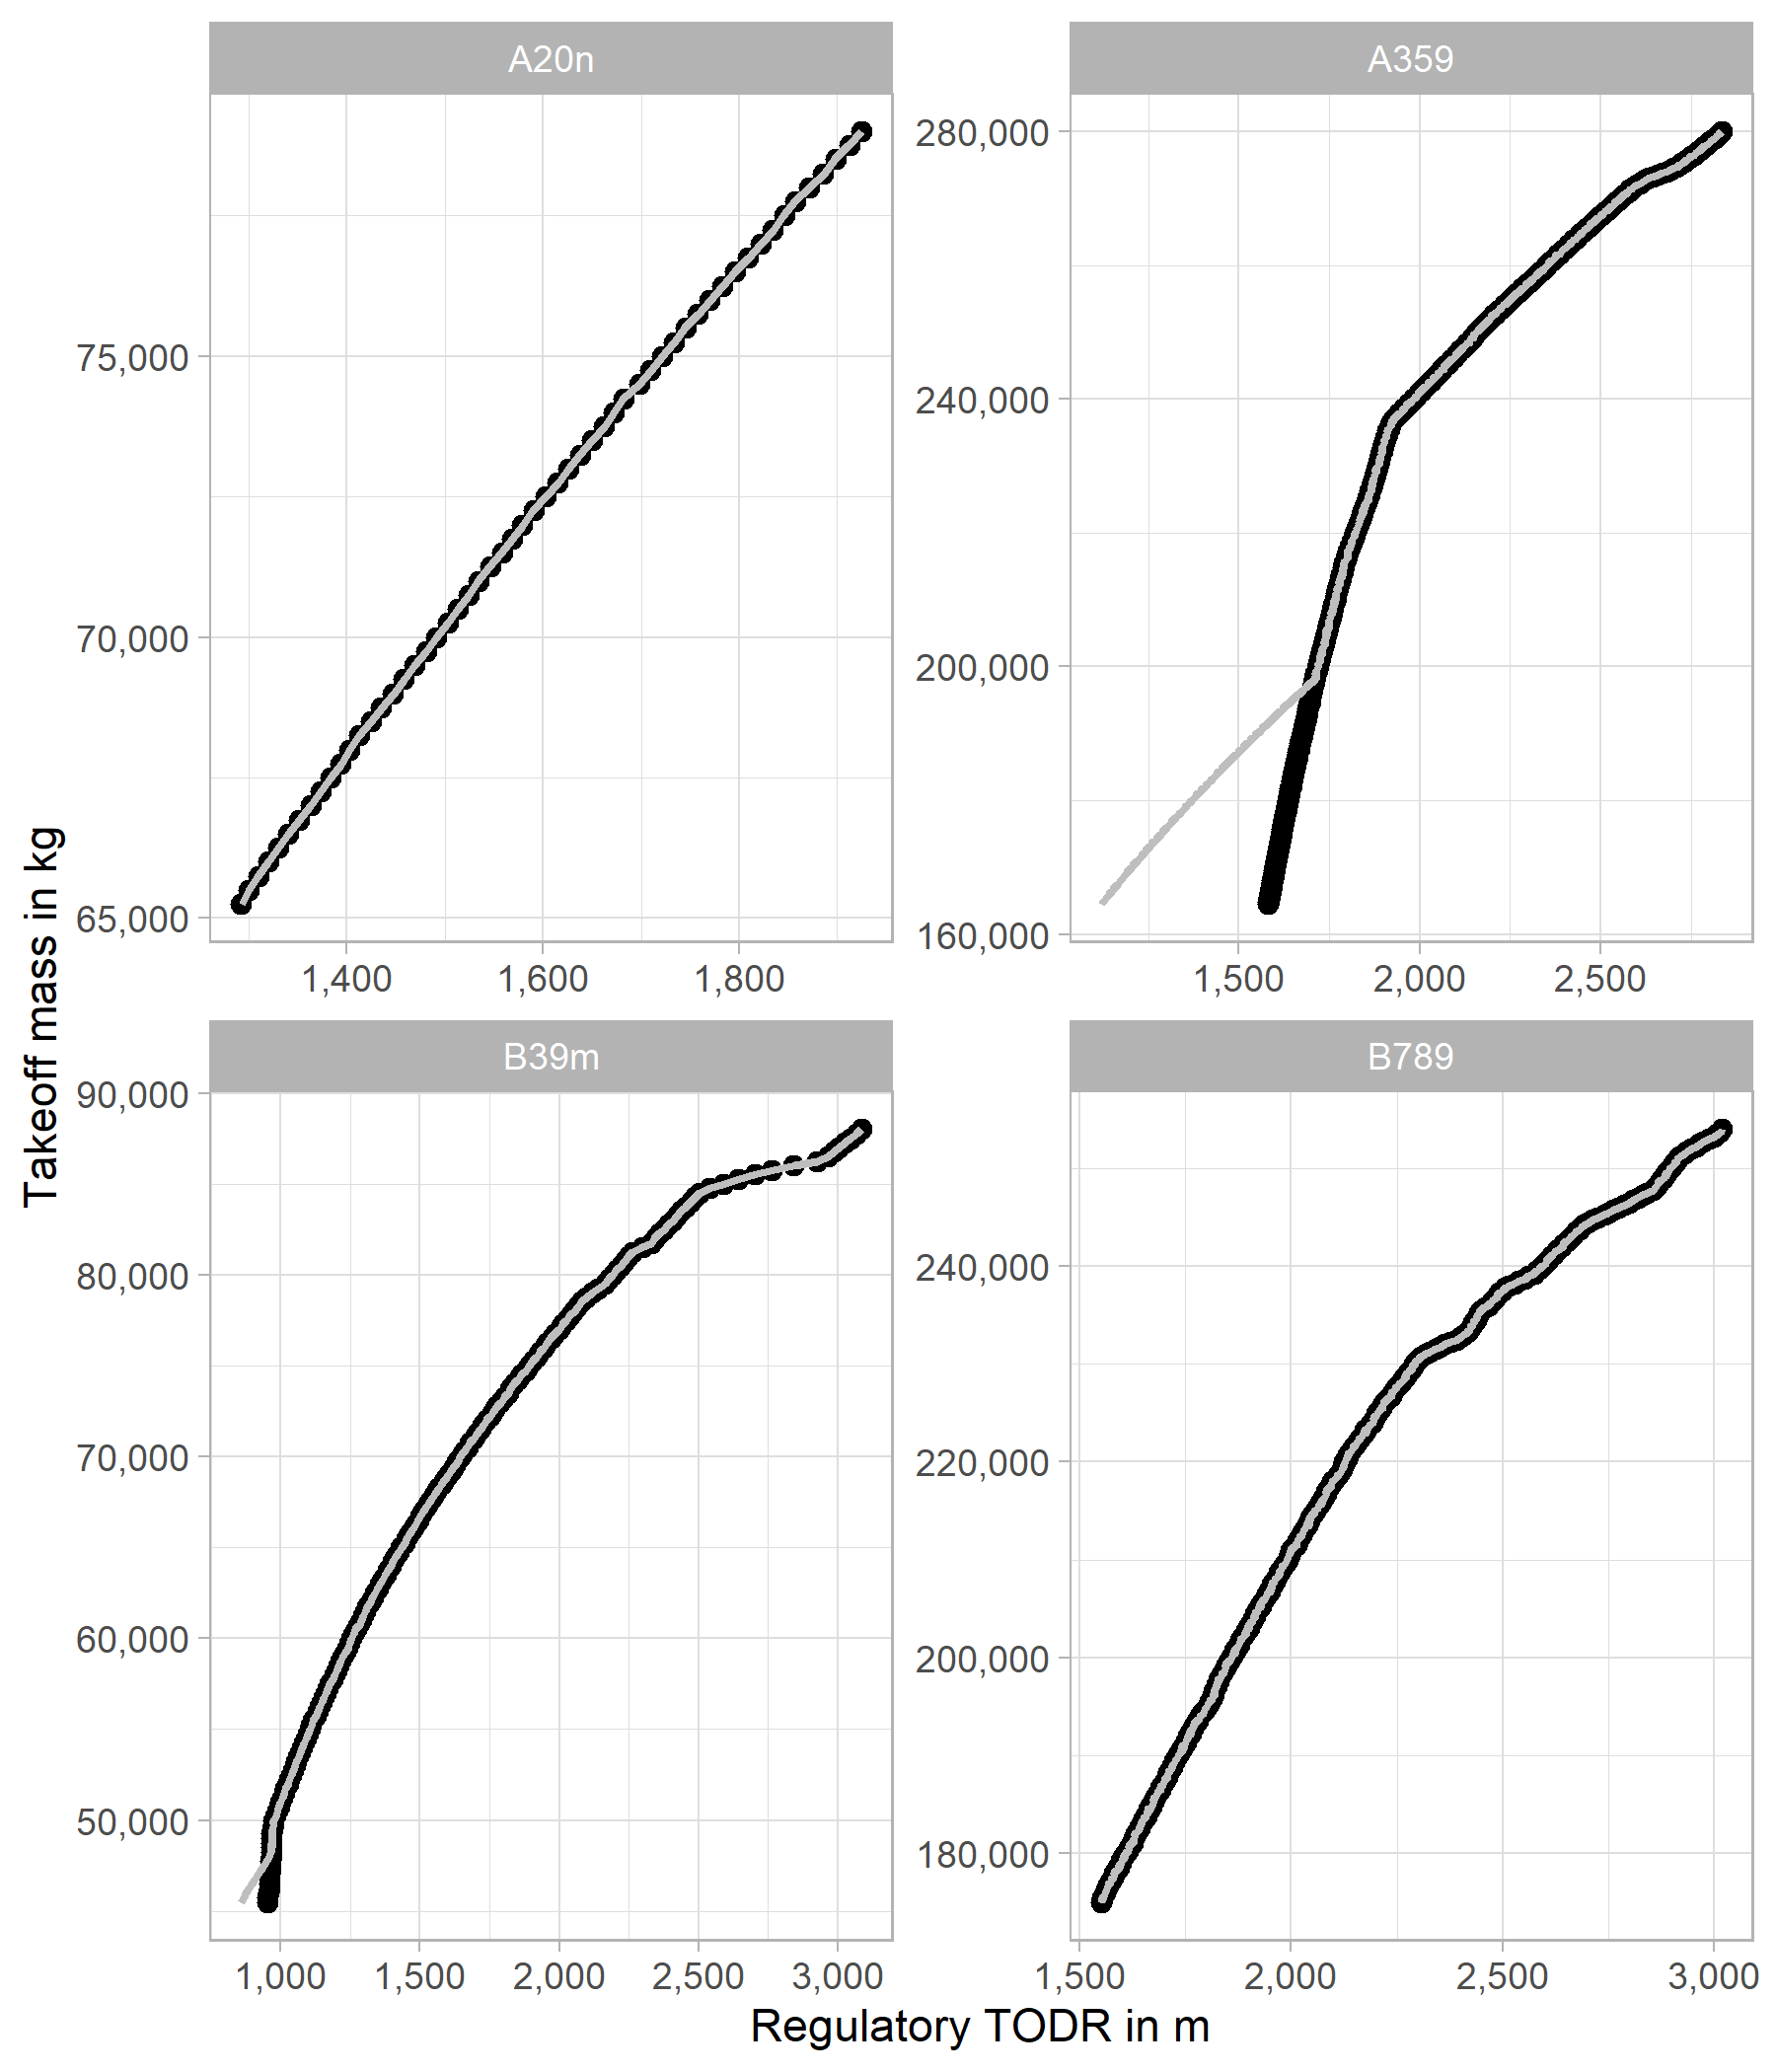 A20n
A359
75,000
70,000
65,000
280,000
240,000
200,000
160,000
1,400 1,600 1,800
1,500 2,000 2,500
B39m
B789
90,000
80,000
70,000
60,000
50,000
240,000
220,000
200,000
180,000
1,000 1,500 2,000 2,500 3,000
1,500 2,000 2,500 3,000
Takeoff mass in kg
Regulatory TODR in m